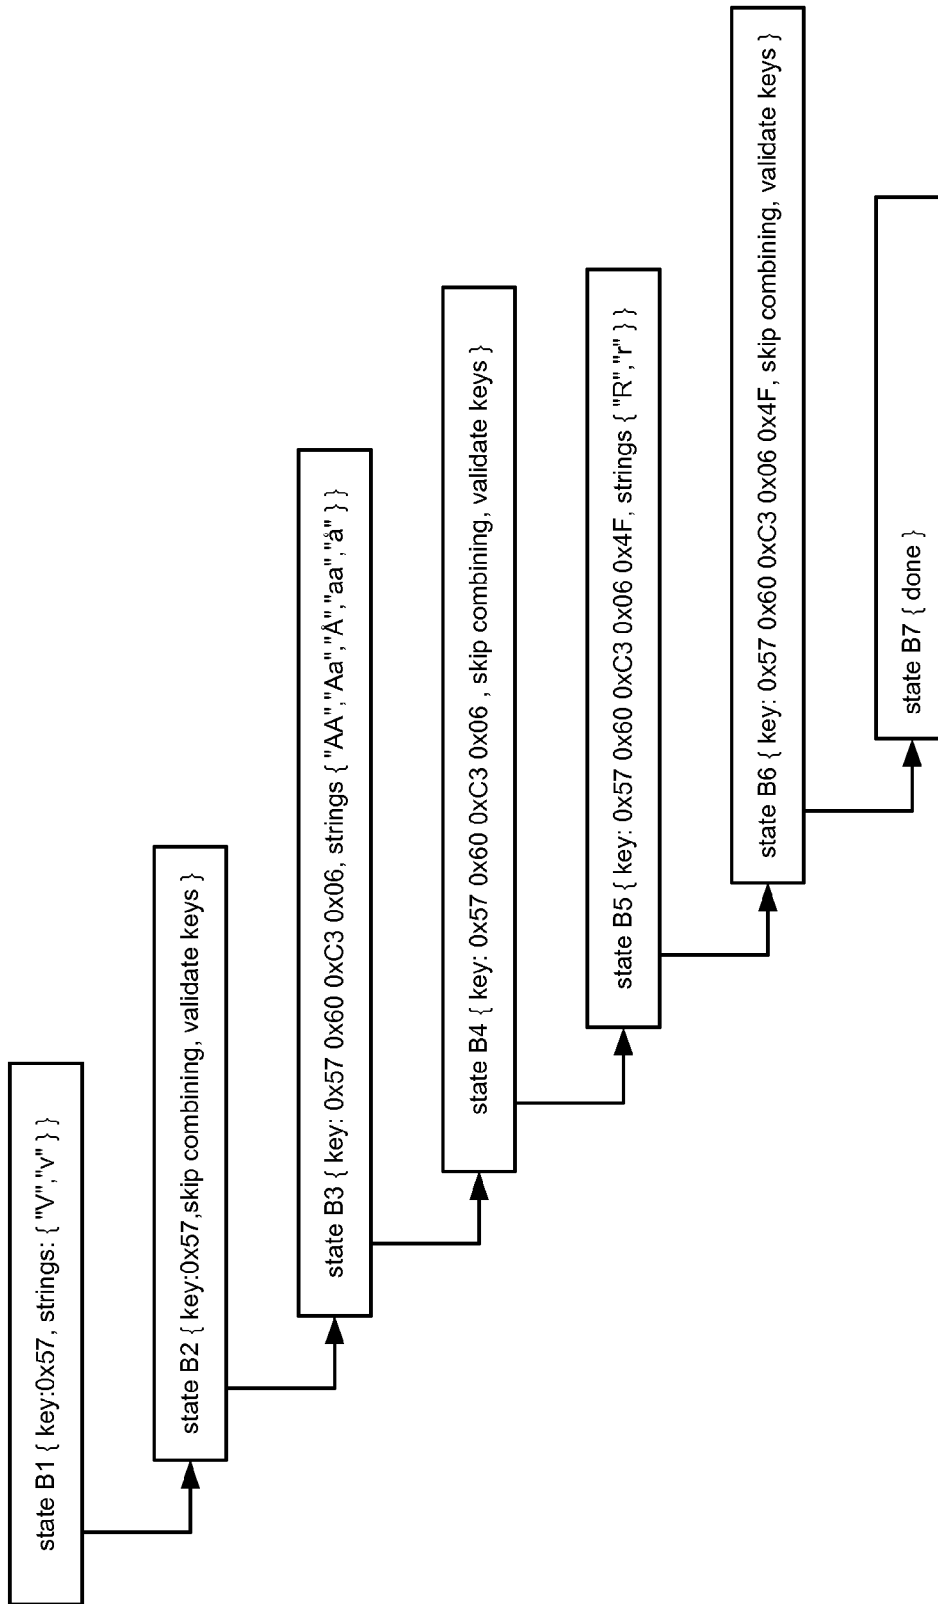 state B1 { key:0x57, strings: { "V","v" } }
state B2 { key:0x57,skip combining, validate keys }
state B3 { key: 0x57 0x60 0xC3 0x06, strings { "AA","Aa","Å","aa","å" } }
state B4 { key: 0x57 0x60 0xC3 0x06 , skip combining, validate keys }
state B5 { key: 0x57 0x60 0xC3 0x06 0x4F, strings { "R","r" } }
state B6 { key: 0x57 0x60 0xC3 0x06 0x4F, skip combining, validate keys }
state B7 { done }